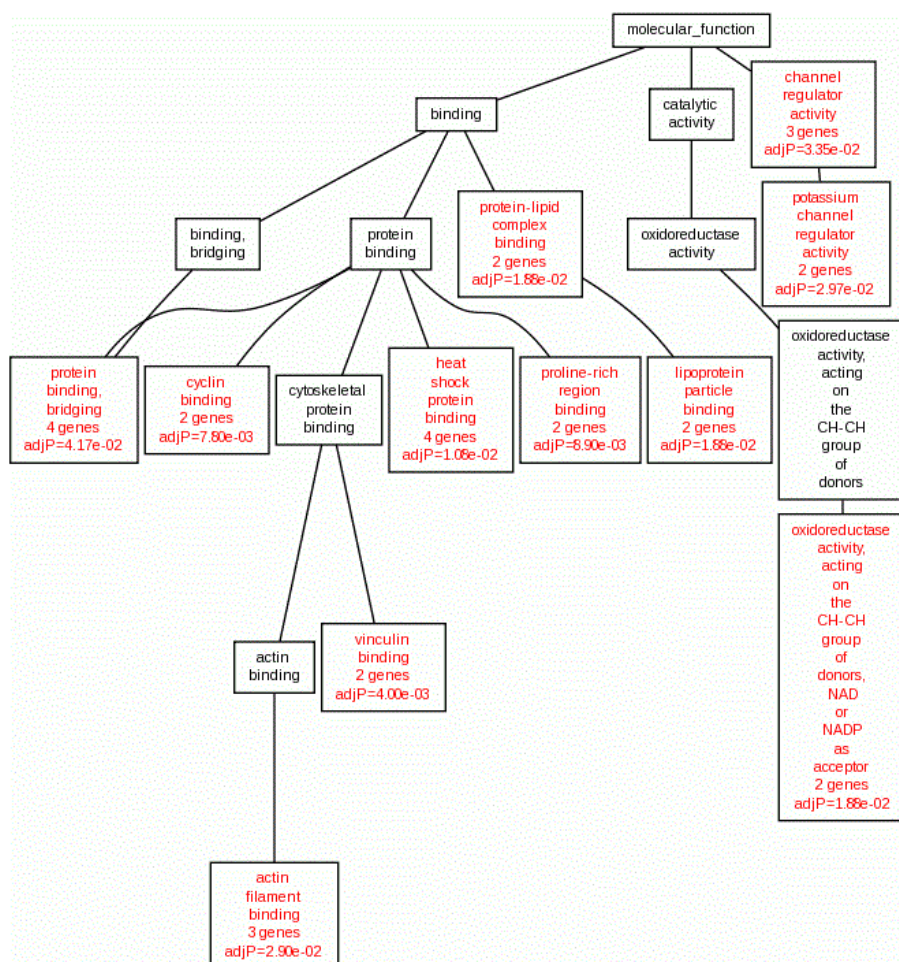 molecular_function
binding
catalytic
activity
channel
regulator
activity
3 genes
adjP=3.35e-02
binding,
bridging
protein
binding
protein-lipid
complex
binding
2 genes
adjP=1.88e-02
oxidoreductase
activity
potassium
channel
regulator
activity
2 genes
adjP=2.97e-02
protein
binding,
bridging
4 genes
adjP=4.17e-02
cyclin
binding
2 genes
adjP=7.80e-03
cytoskeletal
protein
binding
heat
shock
protein
binding
4 genes
adjP=1.08e-02
proline-rich
region
binding
2 genes
adjP=8.90e-03
lipoprotein
particle
binding
2 genes
adjP=1.88e-02
oxidoreductase
activity,
acting
on
the
CH-CH
group
of
donors
actin
binding
vinculin
binding
2 genes
adjP=4.00e-03
oxidoreductase
activity,
acting
on
the
CH-CH
group
of
donors,
NAD
or
NADP
as
acceptor
2 genes
adjP=1.88e-02
actin
filament
binding
3 genes
adjP=2.90e-02